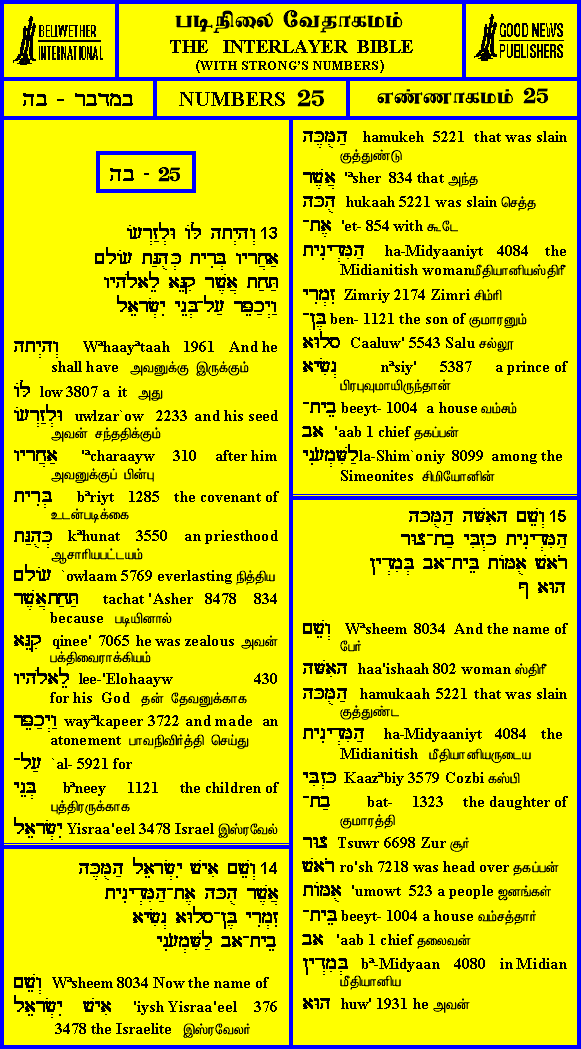 BELLWETHER
INTERNATIONAL
படிநிலை வேதாகமம்
THE INTERLAYER BIBLE
(WITH STRONG'S NUMBERS)
GOOD NEWS
PUBLISHERS
במדבר - בה
NUMBERS 25
எண்ணாகமம் 25
בה - 25
13 וְהָיְתָה לּוֹ וּלְזַרְעוֹ
אַחֲרָיו בְּרִית כְּהֻנַּת עוֹלָם
תַּחַת אֲשֶׁר קִנֵּא לֵאלֹהָיו
וַיְכַפֵּר עַל־בְּנֵי יִשְׂרָאֵל
וְהָיְתָה Wªhaayªtaah 1961 And he
shall have அவனுக்கு இருக்கும்
לּוֹ low 3807 a it அது
וּלְזַרְעוֹ uwlzar`ow 2233 and his seed
அவன் சந்ததிக்கும்
אַחֲרָיו 'ªcharaayw 310 after him
அவனுக்குப் பின்பு
בְּרִית bªriyt 1285 the covenant of
உடன்படிக்கை
כְּהֻנַּת kªhunat 3550 an priesthood
ஆசாரியபட்டயம்
עוֹלָם `owlaam 5769 everlasting நித்திய
תַּחַתאֲשֶׁר tachat 'Asher 8478 834
because படியினால்
קִנֵּא qinee' 7065 he was zealous அவன்
பக்திவைராக்கியம்
לֵאלֹהָיו lee-'Elohaayw 430
for his God தன் தேவனுக்காக
וַיְכַפֵּר wayªkapeer 3722 and made an
atonement பாவநிவிர்த்தி செய்து
עַל־ `al- 5921 for
בְּנֵי bªneey 1121 the children of
புத்திரருக்காக
יִשְׂרָאֵל Yisraa'eel 3478 Israel இஸ்ரவேல்
14 וְשֵׁם אִישׁ יִשְׂרָאֵל הַמֻּכֶּה
אֲשֶׁר הֻכָּה אֶת־הַמִּדְיָנִית
זִמְרִי בֶּן־סָלוּא נְשִׂיא
בֵית־אָב לַשִּׁמְעֹנִי
וְשֵׁם Wªsheem 8034 Now the name of
אִישׁ יִשְׂרָאֵל 'iysh Yisraa'eel 376
3478 the Israelite இஸ்ரவேலர்
הַמֻּכֶּה hamukeh 5221 that was slain
குத்துண்டு
אֲשֶׁר 'ªsher 834 that அந்த
הֻכָּה hukaah 5221 was slain செத்த
אֶת־ 'et- 854 with கூடே
הַמִּדְיָנִית ha-Midyaaniyt 4084 the
Midianitish womanமீதியானியஸ்திரீ
זִמְרִי Zimriy 2174 Zimri சிம்ரி
בֶּן־ ben- 1121 the son of குமாரனும்
סָלוּא Caaluw' 5543 Salu சல்லூ
נְשִׂיא nªsiy' 5387 a prince of
பிரபுவுமாயிருந்தான்
בֵית־ beeyt- 1004 a house வம்சம்
אָב 'aab 1 chief தகப்பன்
לַשִּׁמְעֹנִי la-Shim`oniy 8099 among the
Simeonites சிமியோனின்
15 וְשֵׁם הָאִשָּׁה הַמֻּכָּה
הַמִּדְיָנִית כָּזְבִּי בַת־צוּר
רֹאשׁ אֻמּוֹת בֵּית־אָב בְּמִדְיָן
הוּא ף
וְשֵׁם Wªsheem 8034 And the name of
பேர்
הָאִשָּׁה haa'ishaah 802 woman ஸ்திரீ
הַמֻּכָּה hamukaah 5221 that was slain
குத்துண்ட
הַמִּדְיָנִית ha-Midyaaniyt 4084 the
Midianitish மீதியானியருடைய
כָּזְבִּי Kaazªbiy 3579 Cozbi கஸ்பி
בַת־ bat- 1323 the daughter of
குமாரத்தி
צוּר Tsuwr 6698 Zur சூர்
רֹאשׁ ro'sh 7218 was head over தகப்பன்
אֻמּוֹת 'umowt 523 a people ஜனங்கள்
בֵּית־ beeyt- 1004 a house வம்சத்தார்
אָב 'aab 1 chief தலைவன்
בְּמִדְיָן bª-Midyaan 4080 in Midian
மீதியானிய
הוּא huw' 1931 he அவன்